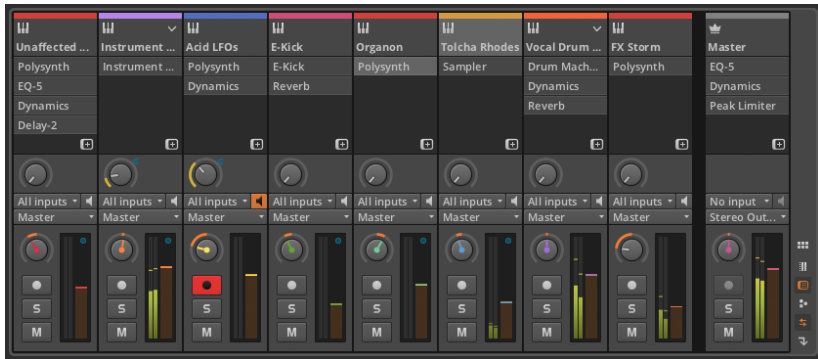 Unaffected ...
Instrument ...
Acid LFOs
E-Kick
Organon
Tolcha Rhodes
Vocal Drum ...
FX Storm
Master
Polysynth
Instrument ...
Polysynth
E-Kick
Polysynth
Sampler
Drum Mach...
Polysynth
EQ-5
EQ-5
Dynamics
Reverb
Dynamics
Dynamics
Dynamics
Reverb
Peak Limiter
Delay-2
All inputs
All inputs
All inputs
All inputs
All inputs
All inputs
All inputs
All inputs
No input
Master
Master
Master
Master
Master
Master
Master
Master
Stereo Out...
S
S
S
S
S
S
S
S
S
M
M
M
M
M
M
M
M
M